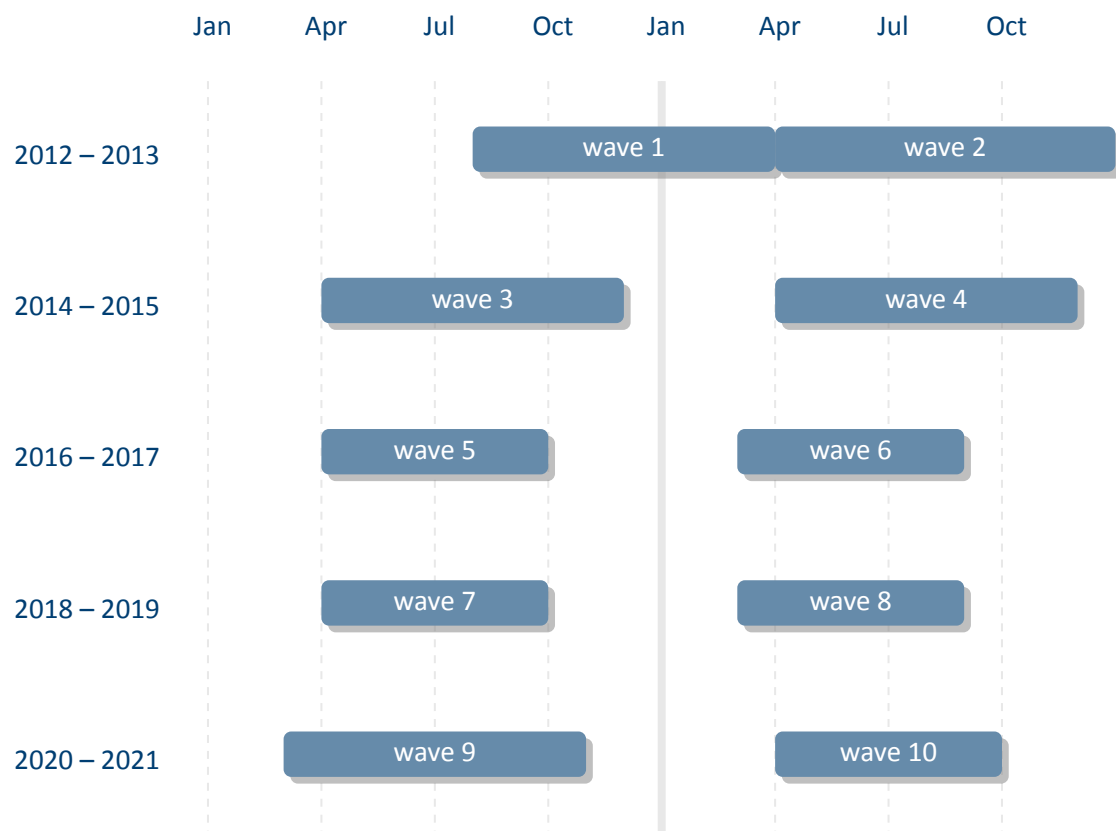 Jan Apr Jul Oct Jan Apr Jul Oct
2012 – 2013 wave 1 wave 2
2014 – 2015 wave 3 wave 4
2016 – 2017 wave 5 wave 6
2018 – 2019 wave 7 wave 8
2020 – 2021 wave 9 wave 10